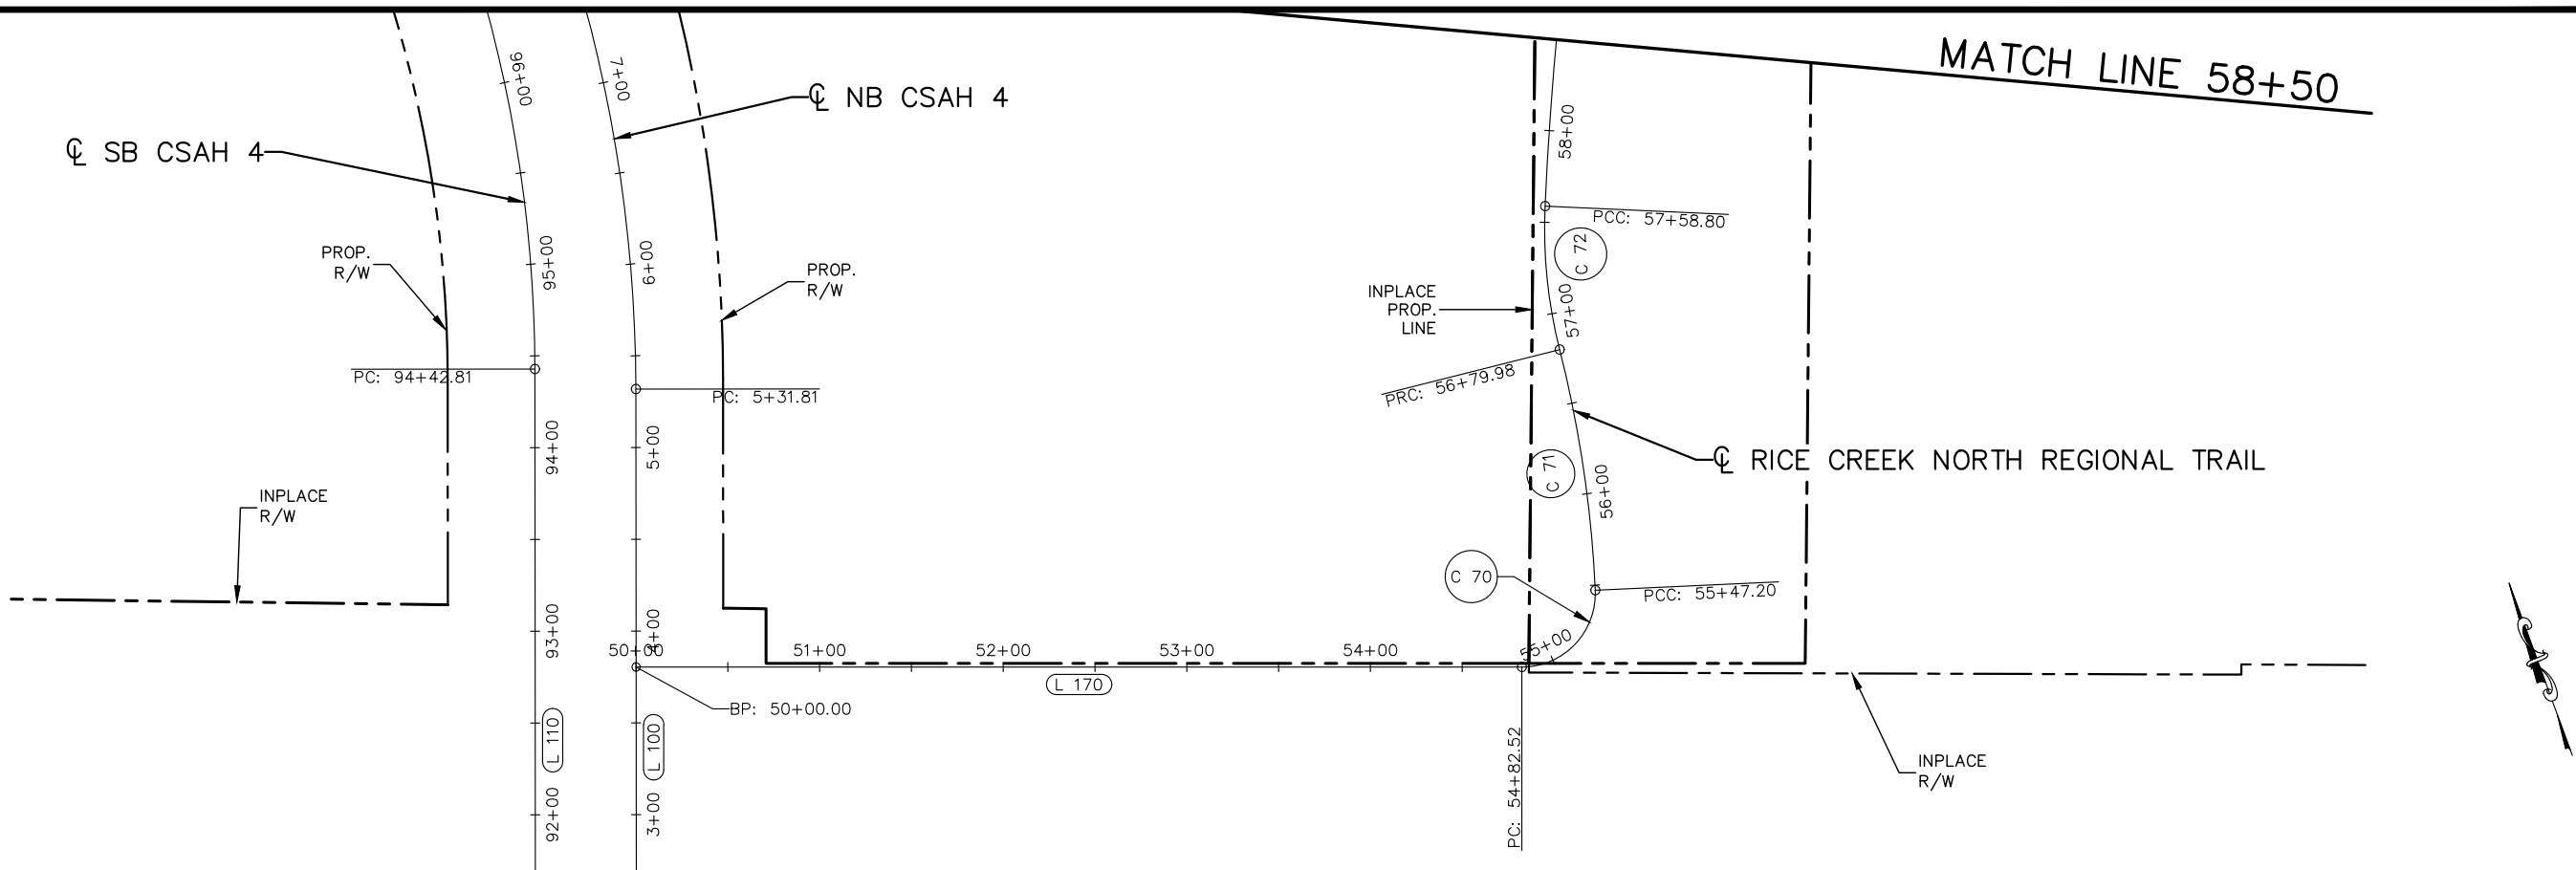 MATCH LINE 58+50
96+00
7+00
℄ NB CSAH 4
℄ SB CSAH 4
58+00
PCC: 57+58.80
C 72
95+00
6+00
PROP.
R/W
PROP.
R/W
INPLACE
PROP.
LINE
57+00
PC: 94+42.81
PC: 5+31.81
PRC: 56+79.98
94+00
5+00
℄ RICE CREEK NORTH REGIONAL TRAIL
C 71
56+00
INPLACE
R/W
C 70
PCC: 55+47.20
93+00
4+00
50+00
51+00
52+00
53+00
54+00
55+00
L 170
BP: 50+00.00
L 110
L 100
PC: 54+82.52
INPLACE
R/W
92+00
3+00